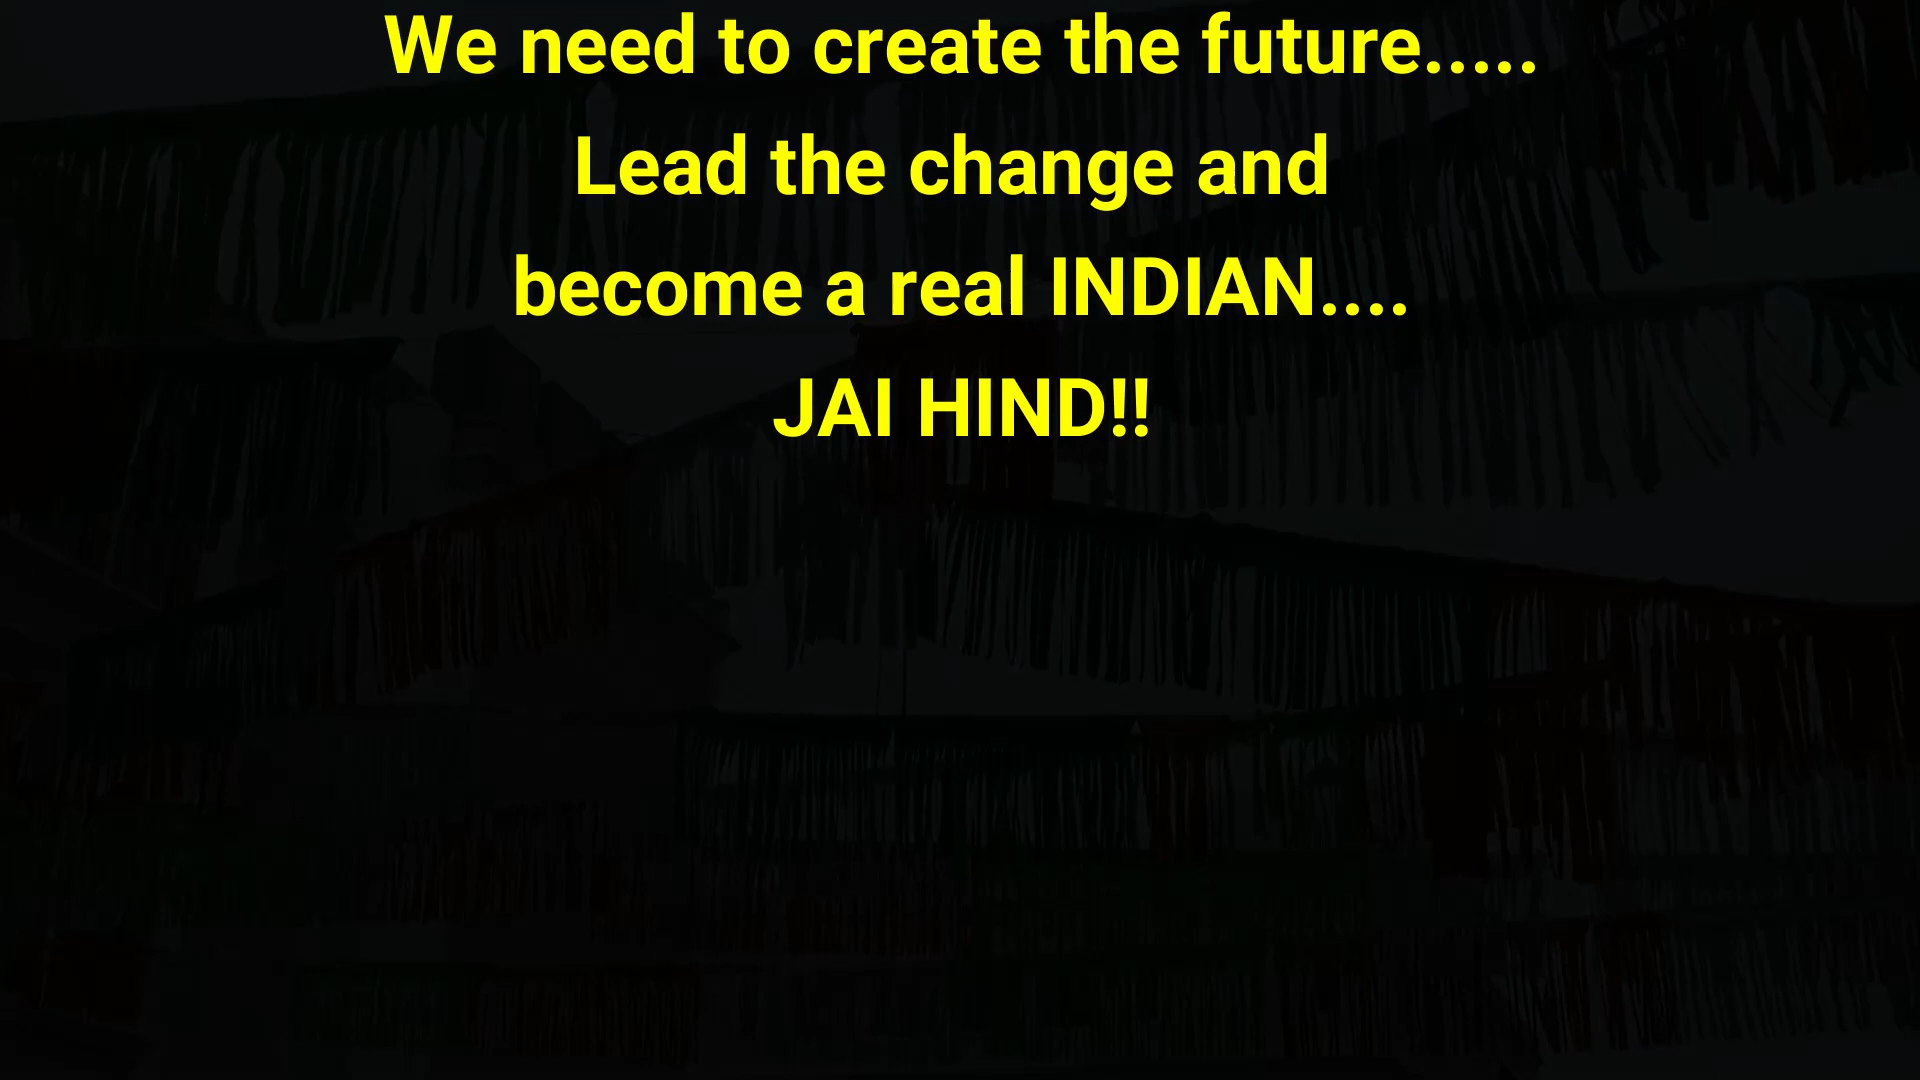 We need to create the future.....
Lead the change and
become a real INDIAN....
JAI HIND!!